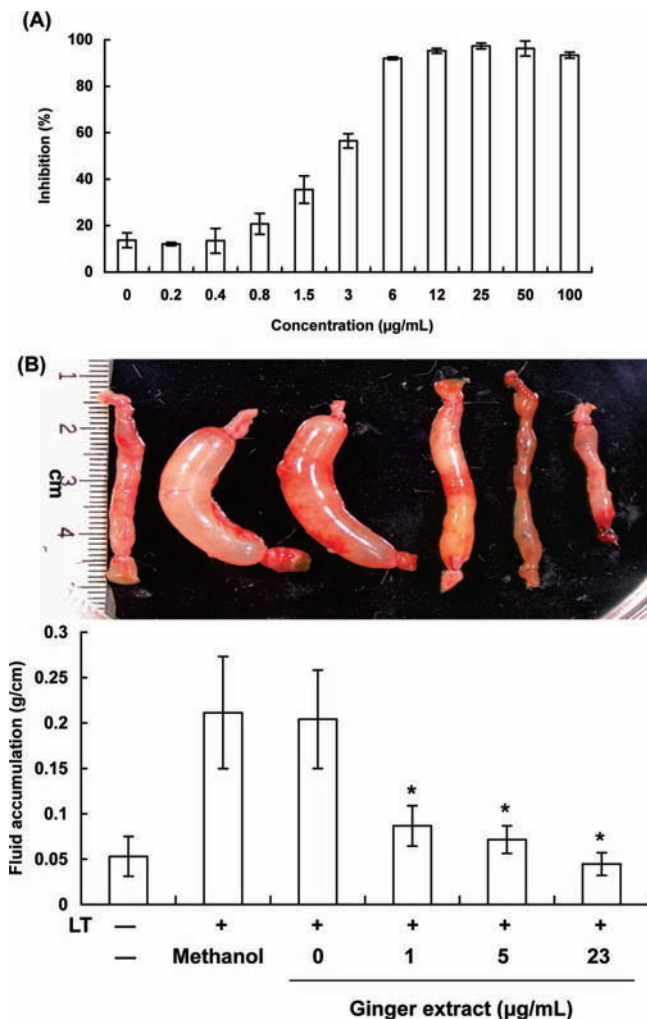 (A)
100
80
60
40
20
0
Inhibition (%)
0 0.2 0.4 0.8 1.5 3 6 12 25 50 100
Concentration (µg/mL)
(B)
1
2
3
cm
4
0.3
0.25
0.2
0.15
0.1
0.05
0
Fluid accumulation (g/cm)
* * *
LT — + + + + +
— Methanol 0 1 5 23
Ginger extract (µg/mL)